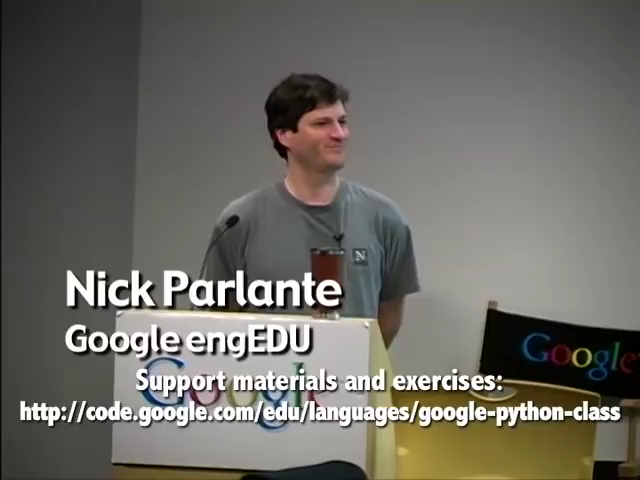 Nick Parlante
Google engEDU
Support materials and exercises:
http://code.google.com/edu/languages/google-python-class
Google
Google